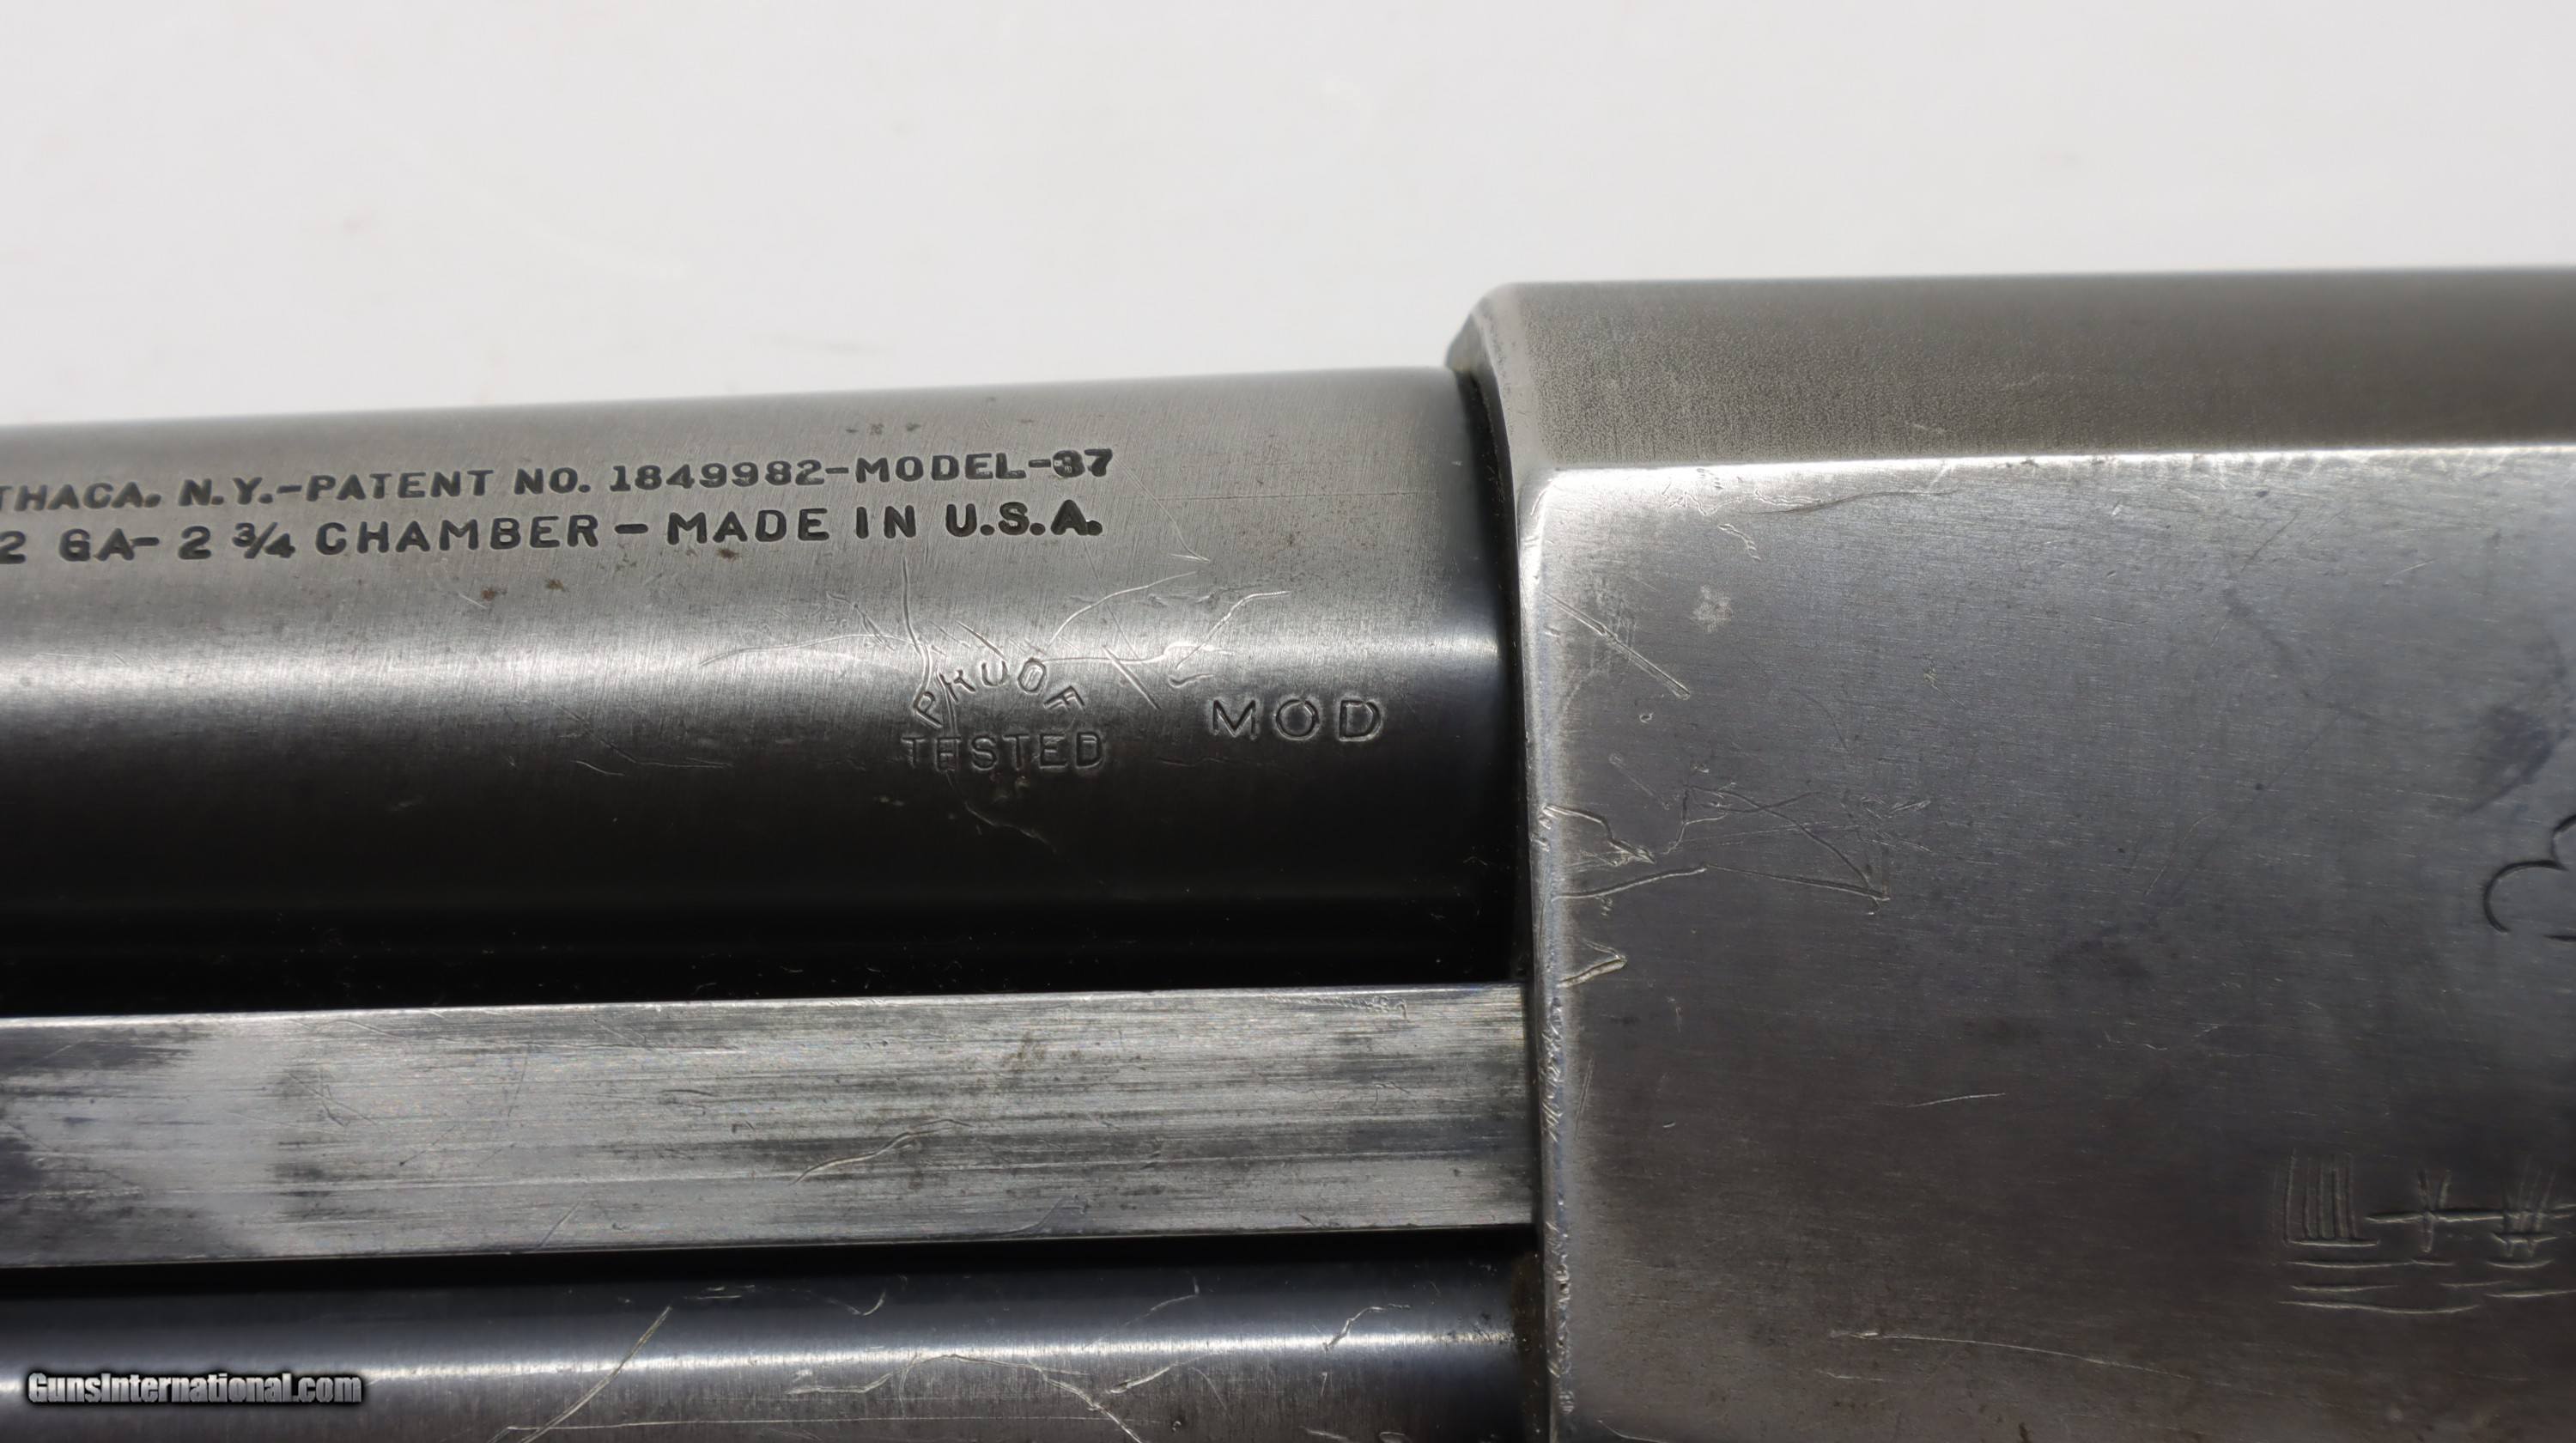 THACA. N.Y.-PATENT NO. 1849982-MODEL-37
2 GA- 2 3/4 CHAMBER - MADE IN U.S.A.
PROOF
TESTED
MOD
3
GunsInternational.com